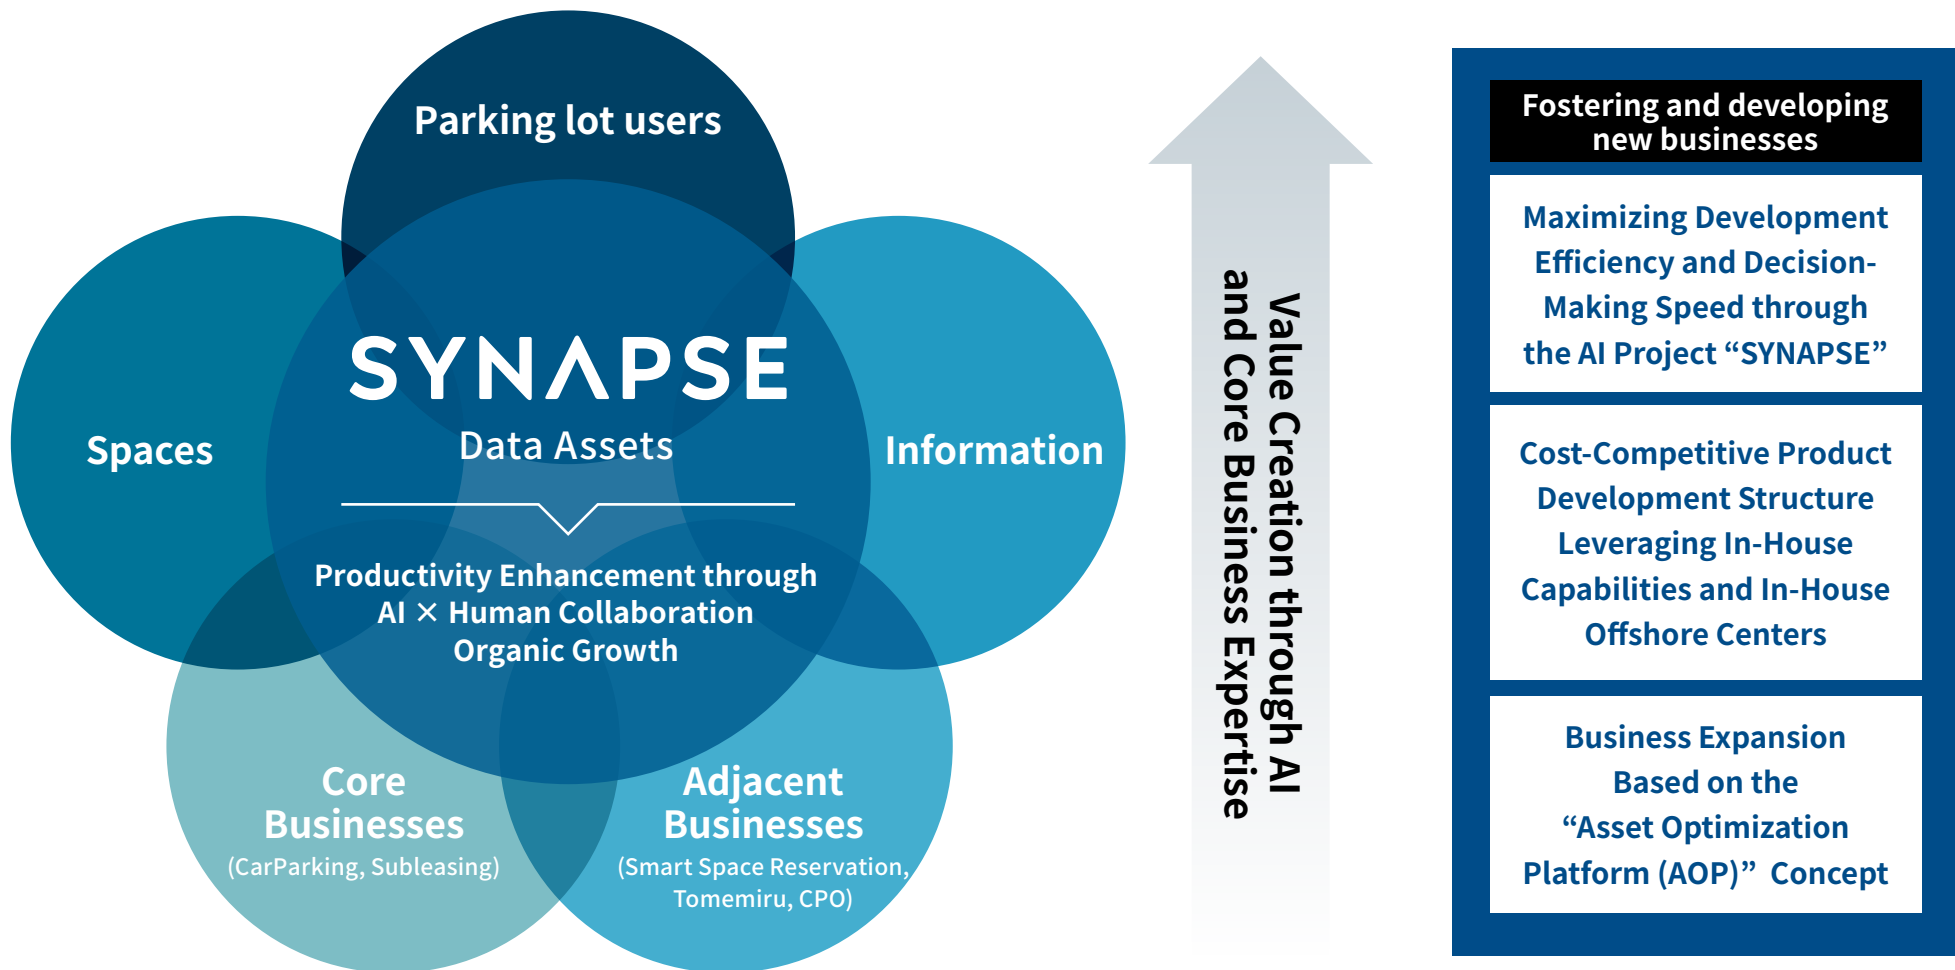 Parking lot users
Spaces
SYNAPSE
Data Assets
Information
Productivity Enhancement through
AI × Human Collaboration
Organic Growth
Core
Businesses
(CarParking, Subleasing)
Adjacent
Businesses
(Smart Space Reservation,
Tomemiru, CPO)
Value Creation through AI
and Core Business Expertise
Fostering and developing
new businesses
Maximizing Development
Efficiency and Decision-
Making Speed through
the AI Project “SYNAPSE”
Cost-Competitive Product
Development Structure
Leveraging In-House
Capabilities and In-House
Offshore Centers
Business Expansion
Based on the
“Asset Optimization
Platform (AOP)” Concept